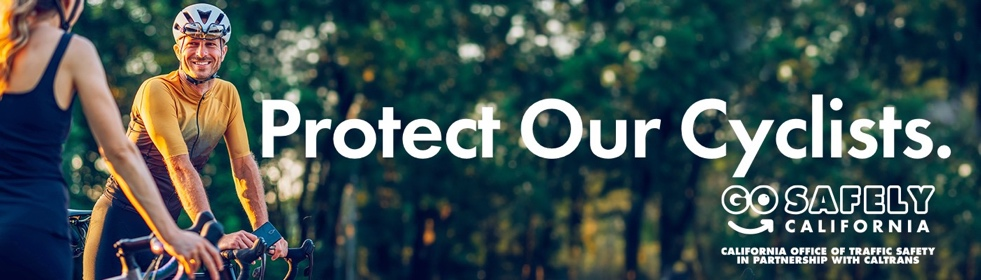 Protect Our Cyclists.
GO SAFELY
CALIFORNIA
CALIFORNIA OFFICE OF TRAFFIC SAFETY
IN PARTNERSHIP WITH CALTRANS